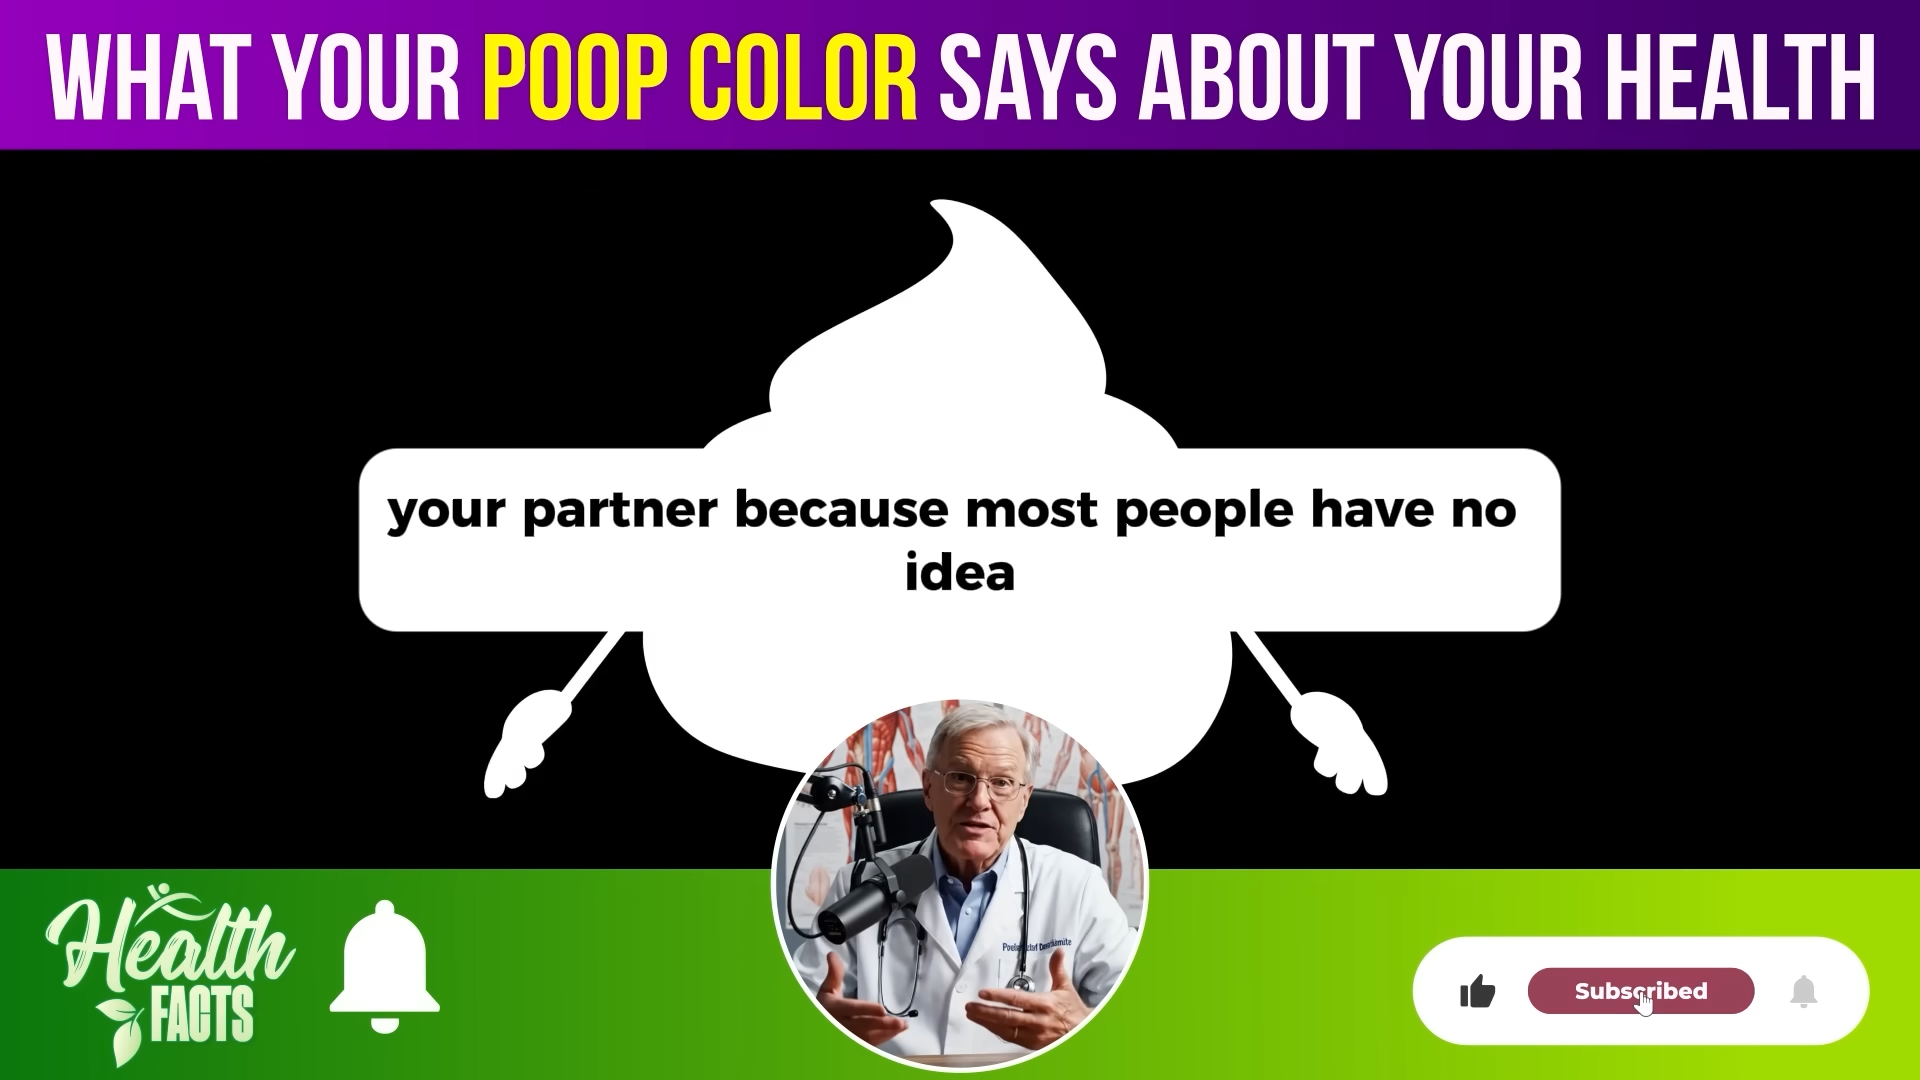 WHAT YOUR POOP COLOR SAYS ABOUT YOUR HEALTH
your partner because most people have no
idea
Health
FACTS
Subscribed